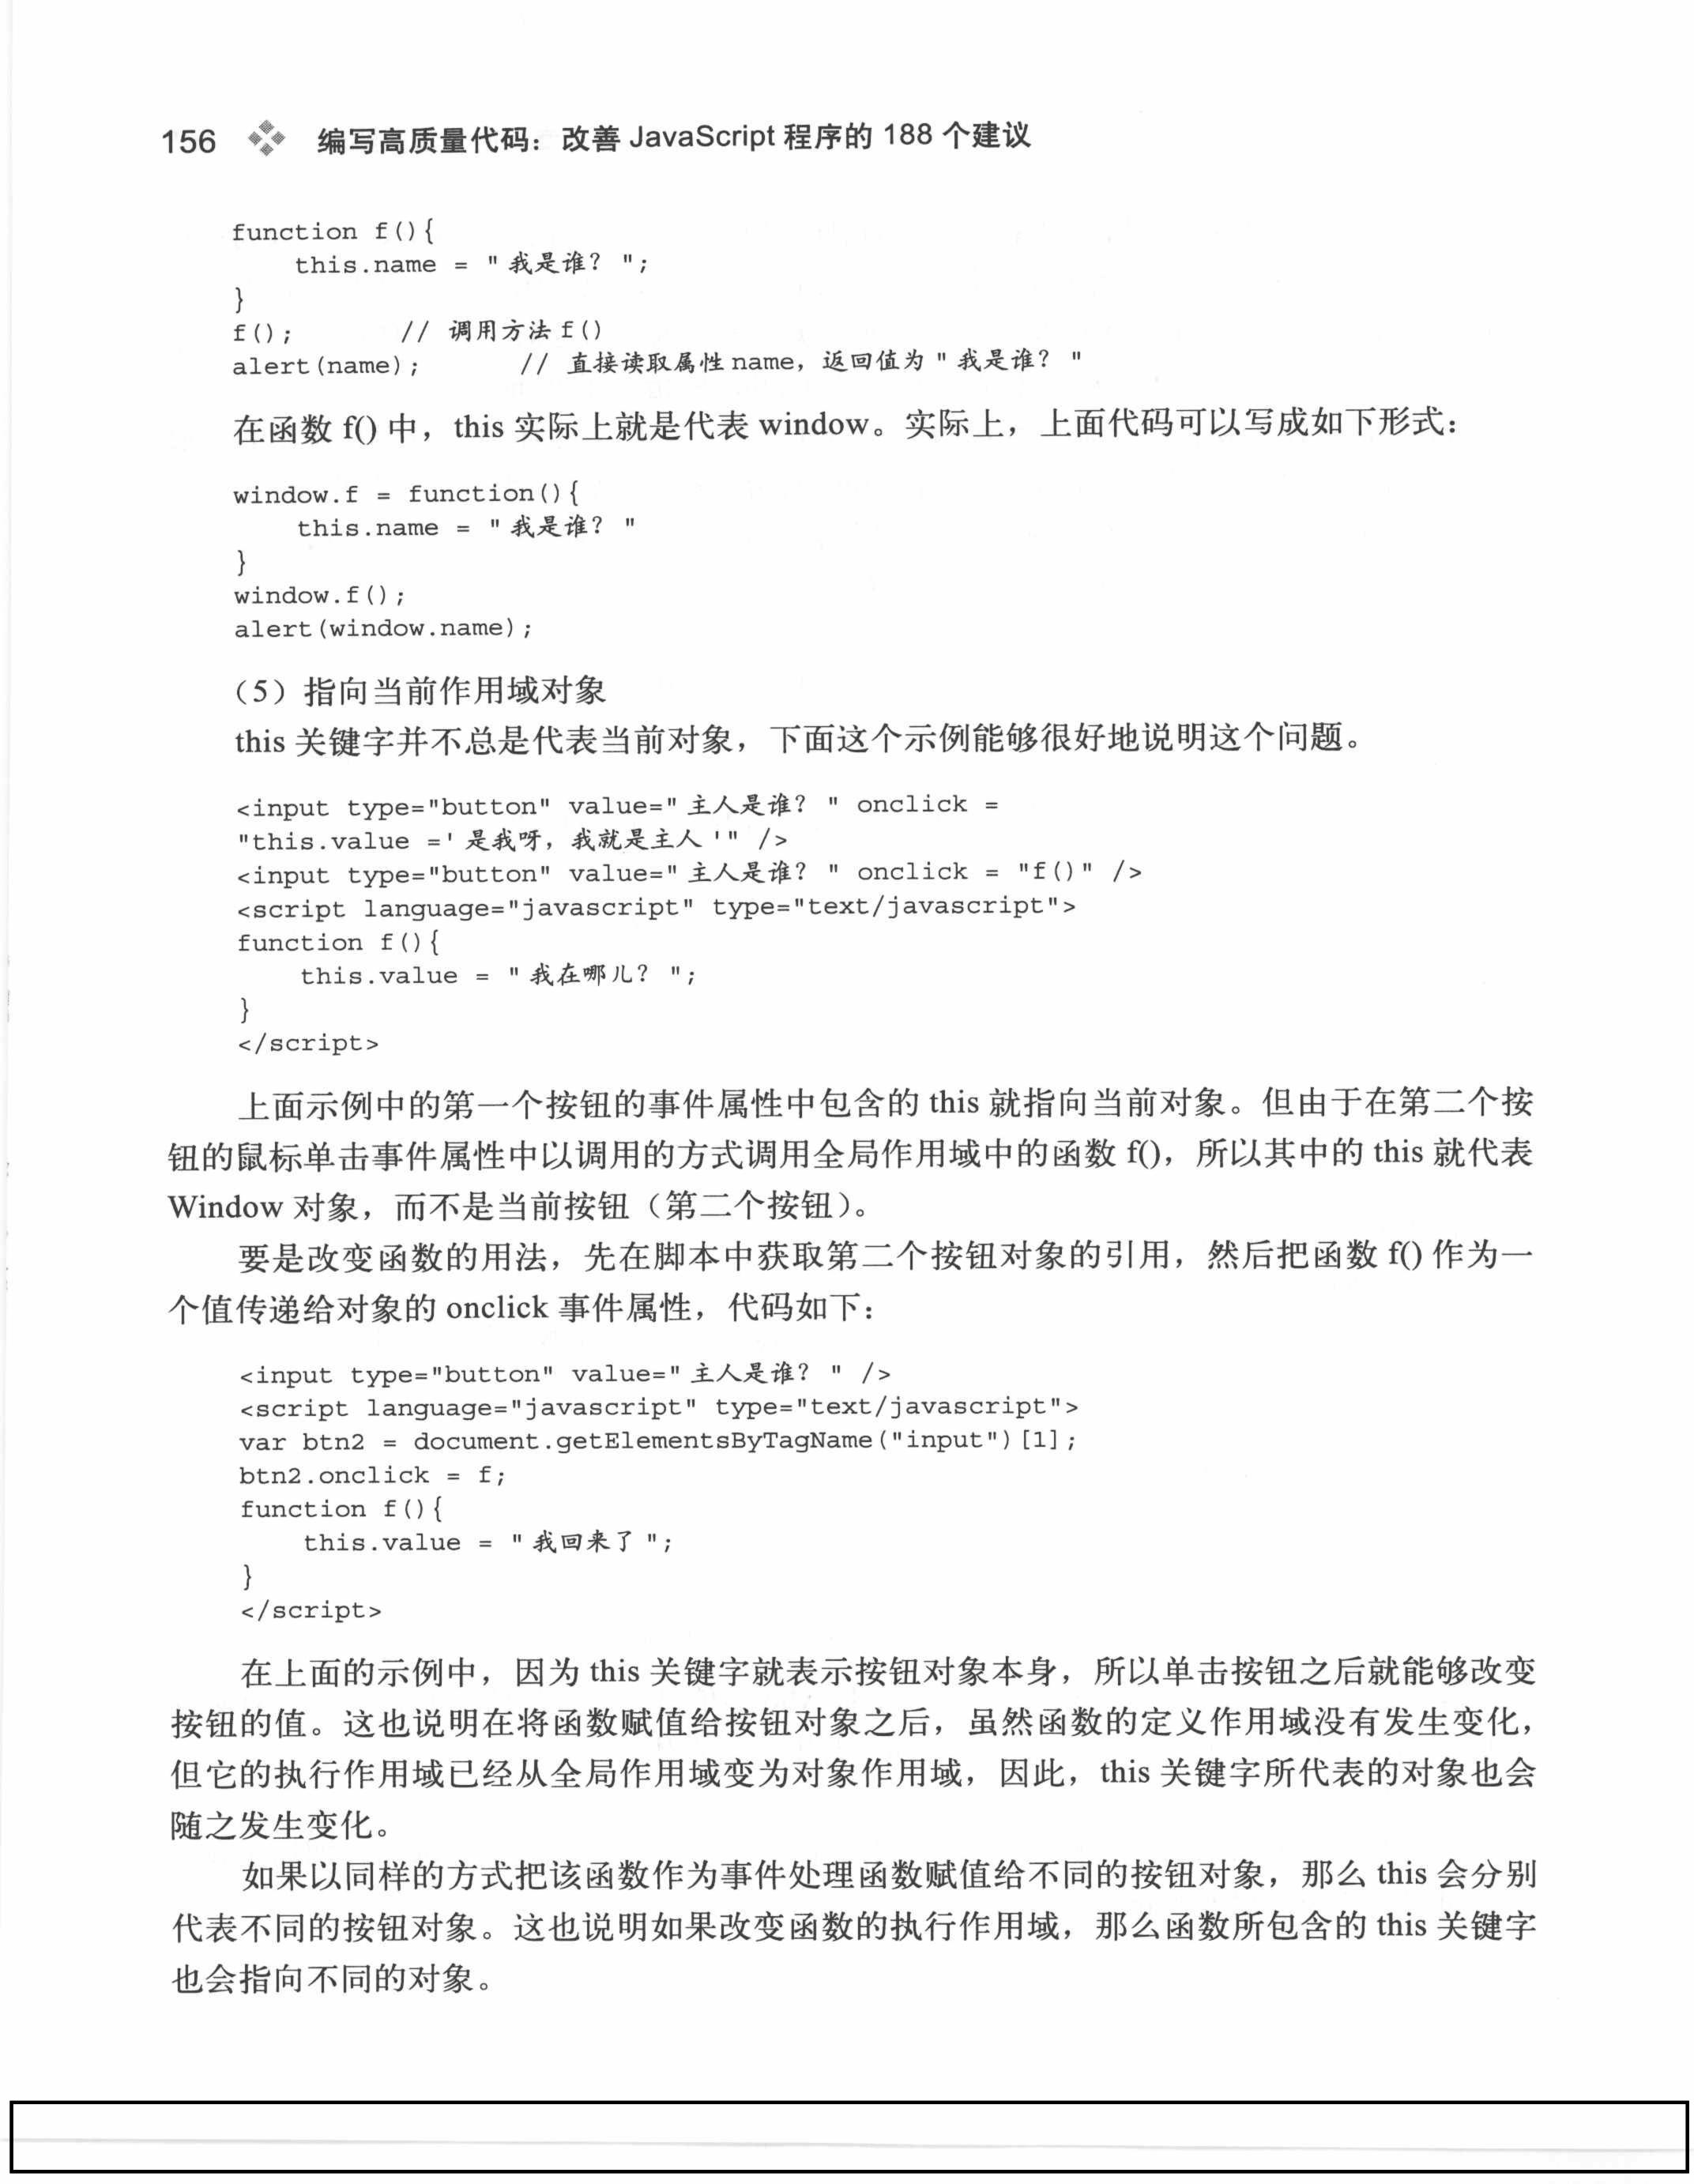 156 编写高质量代码：改善 JavaScript 程序的 188 个建议
function f(){
    this.name = "我是谁？";
}
f();       // 调用方法 f()
alert(name);       // 直接读取属性 name，返回值为"我是谁？"
在函数 f() 中，this 实际上就是代表 window。实际上，上面代码可以写成如下形式：
window.f = function(){
    this.name = "我是谁？"
}
window.f();
alert(window.name);
（5）指向当前作用域对象
this 关键字并不总是代表当前对象，下面这个示例能够很好地说明这个问题。
<input type="button" value="主人是谁？" onclick =
"this.value ='是我呀，我就是主人'" />
<input type="button" value="主人是谁？" onclick = "f()" />
<script language="javascript" type="text/javascript">
function f(){
    this.value = "我在哪儿？";
}
</script>
上面示例中的第一个按钮的事件属性中包含的 this 就指向当前对象。但由于在第二个按
钮的鼠标单击事件属性中以调用的方式调用全局作用域中的函数 f()，所以其中的 this 就代表
Window 对象，而不是当前按钮（第二个按钮）。
要是改变函数的用法，先在脚本中获取第二个按钮对象的引用，然后把函数 f() 作为一
个值传递给对象的 onclick 事件属性，代码如下：
<input type="button" value="主人是谁？" />
<script language="javascript" type="text/javascript">
var btn2 = document.getElementsByTagName("input")[1];
btn2.onclick = f;
function f(){
    this.value = "我回来了";
}
</script>
在上面的示例中，因为 this 关键字就表示按钮对象本身，所以单击按钮之后就能够改变
按钮的值。这也说明在将函数赋值给按钮对象之后，虽然函数的定义作用域没有发生变化，
但它的执行作用域已经从全局作用域变为对象作用域，因此，this 关键字所代表的对象也会
随之发生变化。
如果以同样的方式把该函数作为事件处理函数赋值给不同的按钮对象，那么 this 会分别
代表不同的按钮对象。这也说明如果改变函数的执行作用域，那么函数所包含的 this 关键字
也会指向不同的对象。